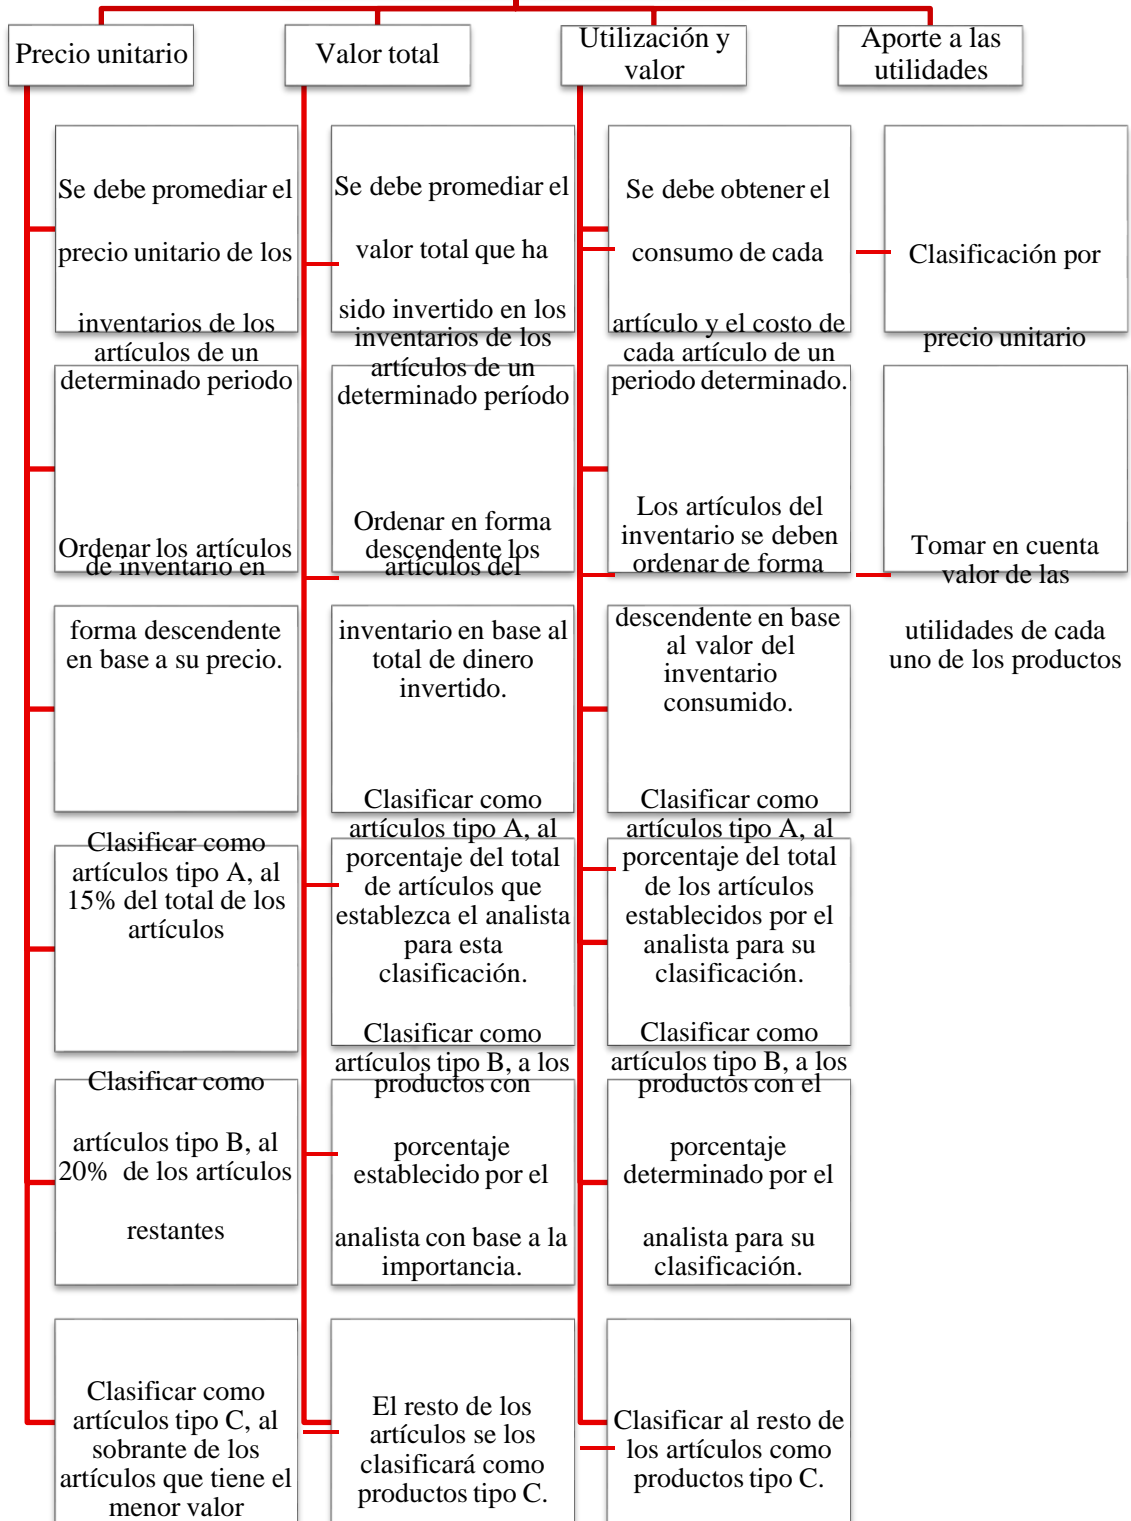 Precio unitario
Se debe promediar el
precio unitario de los
inventarios de los
artículos de un
determinado periodo
Ordenar los artículos
de inventario en
forma descendente
en base a su precio.
Clasificar como
artículos tipo A, al
15% del total de los
artículos
Clasificar como
artículos tipo B, al
20% de los artículos
restantes
Clasificar como
artículos tipo C, al
sobrante de los
artículos que tiene el
menor valor
Valor total
Se debe promediar el
valor total que ha
sido invertido en los
inventarios de los
artículos de un
determinado período
Ordenar en forma
descendente los
artículos del
inventario en base al
total de dinero
invertido.
Clasificar como
artículos tipo A, al
porcentaje del total
de artículos que
establezca el analista
para esta
clasificación.
Clasificar como
artículos tipo B, a los
productos con
porcentaje
establecido por el
analista con base a la
importancia.
El resto de los
artículos se los
clasificará como
productos tipo C.
Utilización y
valor
Se debe obtener el
consumo de cada
artículo y el costo de
cada artículo de un
periodo determinado.
Los artículos del
inventario se deben
ordenar de forma
descendente en base
al valor del
inventario
consumido.
Clasificar como
artículos tipo A, al
porcentaje del total
de los artículos
establecidos por el
analista para su
clasificación.
Clasificar como
artículos tipo B, a los
productos con el
porcentaje
determinado por el
analista para su
clasificación.
Clasificar al resto de
los artículos como
productos tipo C.
Aporte a las
utilidades
Clasificación por
precio unitario
Tomar en cuenta
valor de las
utilidades de cada
uno de los productos